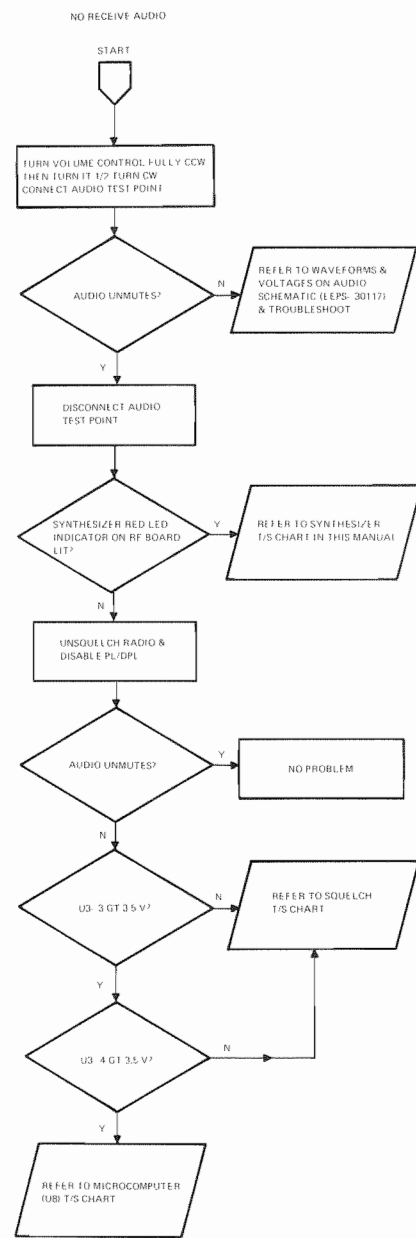 NO RECEIVE AUDIO
START
TURN VOLUME CONTROL FULLY CCW
THEN TURN IT 1/2 TURN CW
CONNECT AUDIO TEST POINT
AUDIO UNMUTES?
N
REFER TO WAVEFORMS &
VOLTAGES ON AUDIO
SCHEMATIC (EEPS-30117)
& TROUBLESHOOT
Y
DISCONNECT AUDIO
TEST POINT
SYNTHESIZER RED LED
INDICATOR ON RF BOARD
LIT?
Y
REFER TO SYNTHESIZER
T/S CHART IN THIS MANUAL
N
UNSQUELCH RADIO &
DISABLE PL/DPL
AUDIO UNMUTES?
Y
NO PROBLEM
N
U3-3 GT 3.5 V?
N
REFER TO SQUELCH
T/S CHART
Y
U3-4 GT 3.5 V?
N
Y
REFER TO MICROCOMPUTER
(U8) T/S CHART